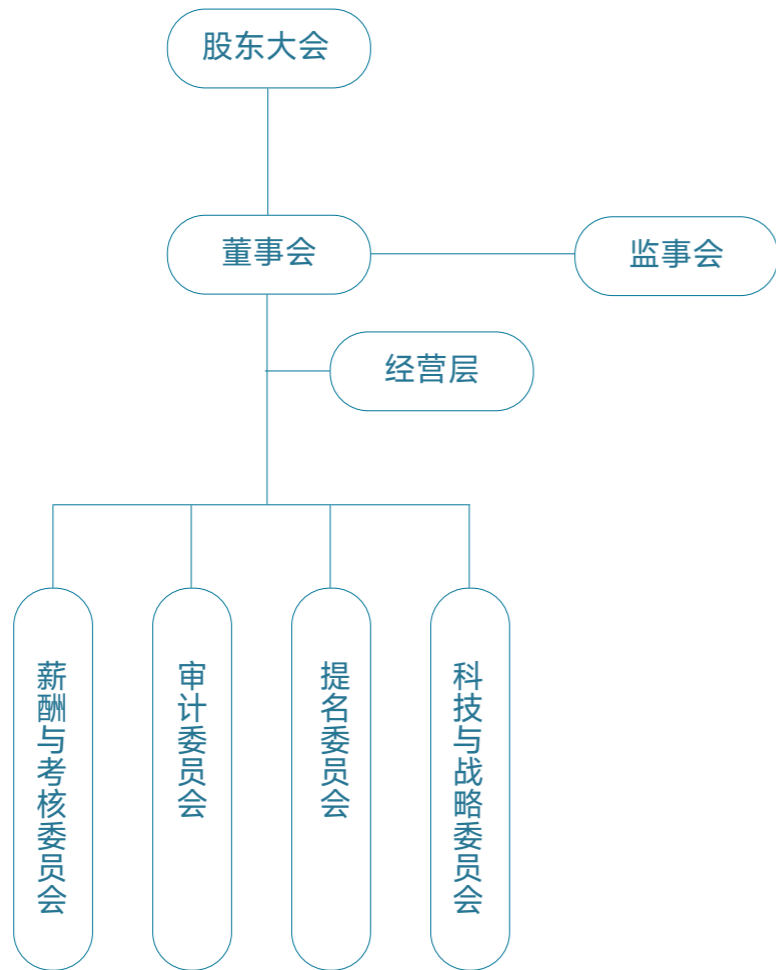 股东大会
董事会
监事会
经营层
薪酬与考核委员会
审计委员会
提名委员会
科技与战略委员会